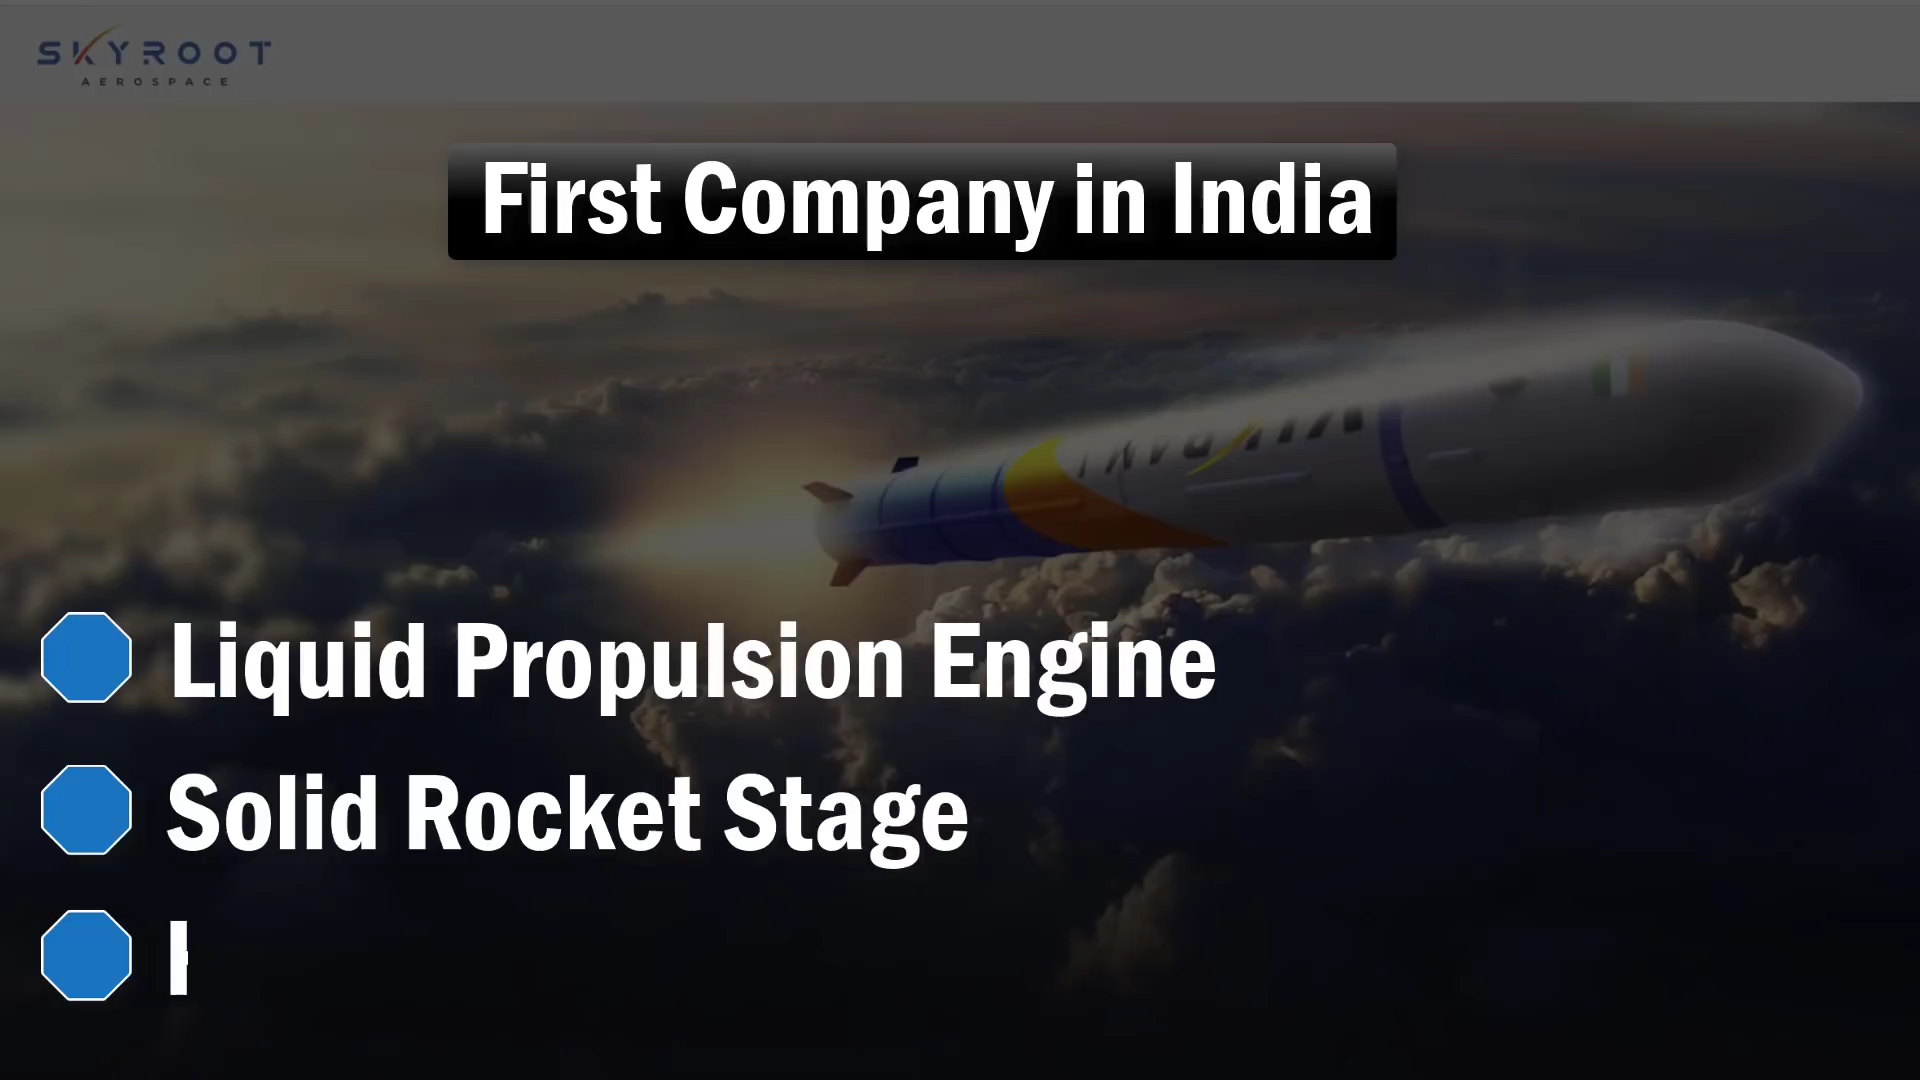 SKYROOT
AEROSPACE
First Company in India
Liquid Propulsion Engine
Solid Rocket Stage